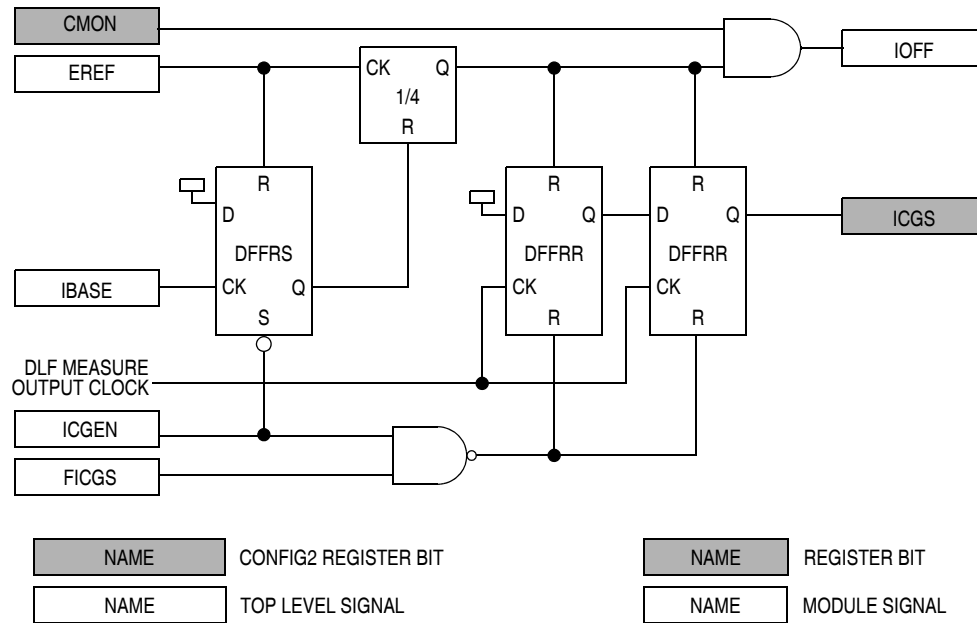 CMON
IOFF
EREF
CK Q
1/4
R
R
R
R
D
D Q
D Q
ICGS
DFFRS
DFFRR
DFFRR
IBASE
CK Q
CK
CK
S
R
R
DLF MEASURE
OUTPUT CLOCK
ICGEN
FICGS
NAME CONFIG2 REGISTER BIT
NAME REGISTER BIT
NAME TOP LEVEL SIGNAL
NAME MODULE SIGNAL